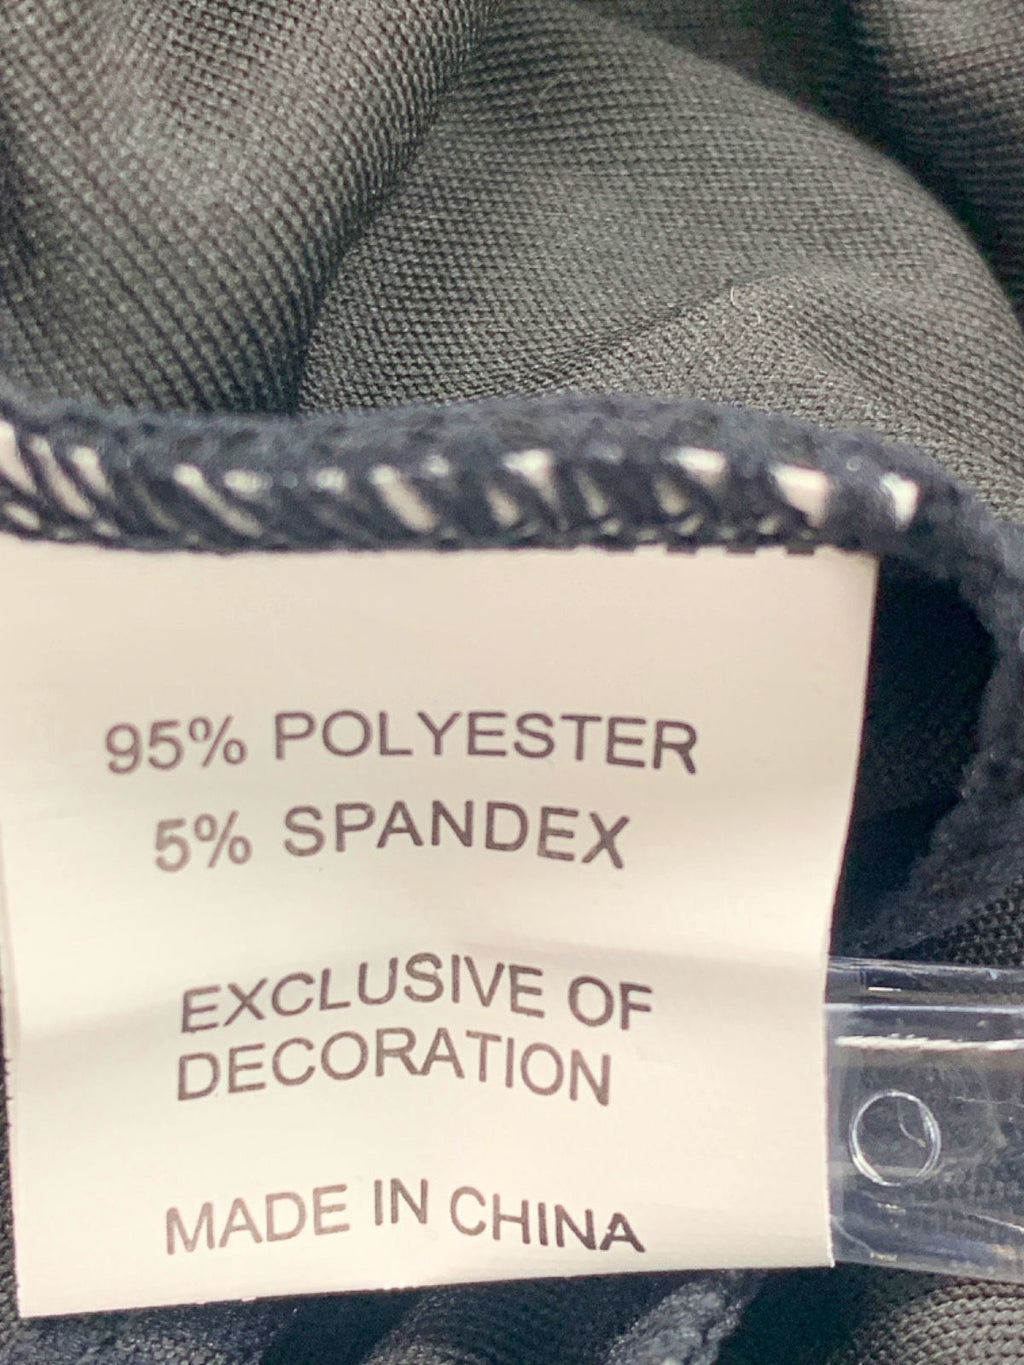 95% POLYESTER
5% SPANDEX
EXCLUSIVE OF
DECORATION
MADE IN CHINA